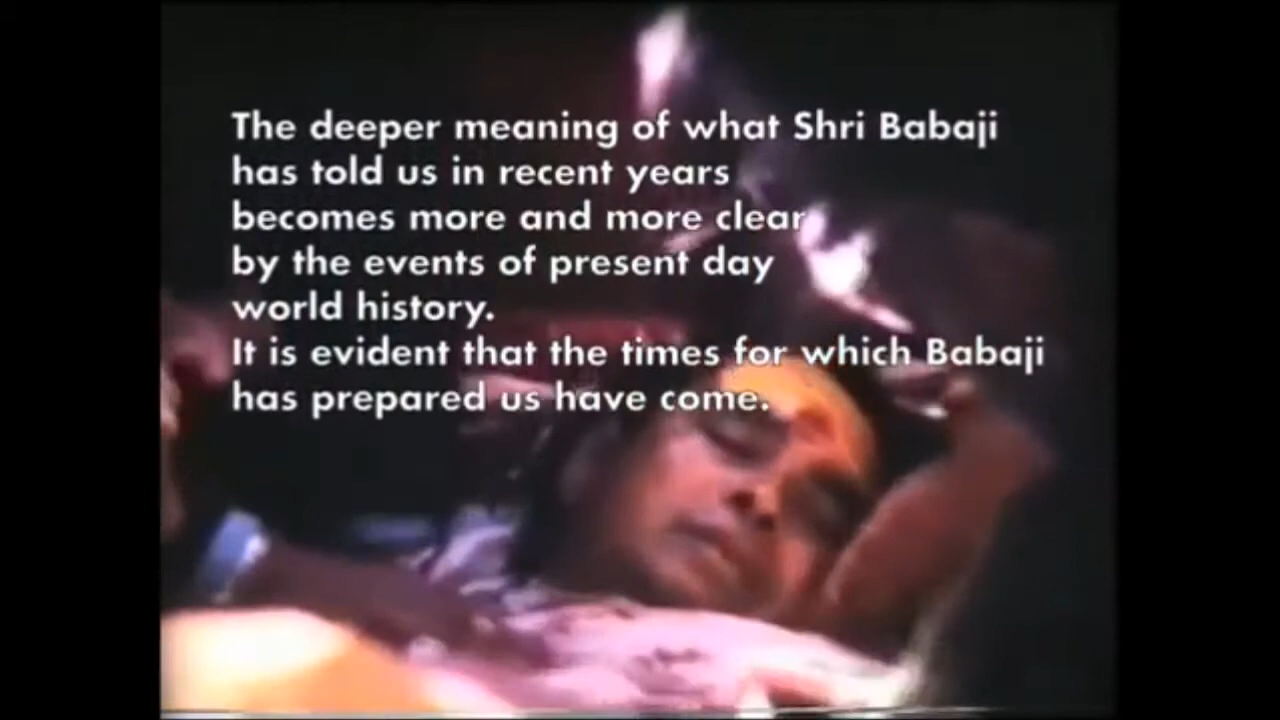 The deeper meaning of what Shri Babaji
has told us in recent years
becomes more and more clear
by the events of present day
world history.
It is evident that the times for which Babaji
has prepared us have come.